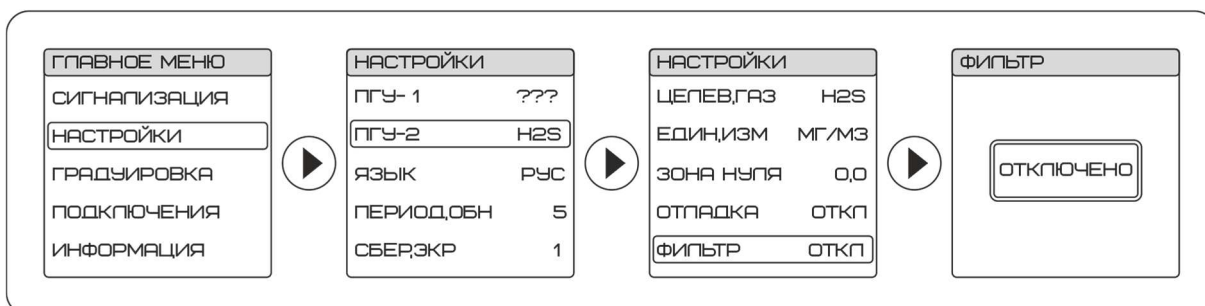 ГЛАВНОЕ МЕНЮ
СИГНАЛИЗАЦИЯ
НАСТРОЙКИ
ГРАДУИРОВКА
ПОДКЛЮЧЕНИЯ
ИНФОРМАЦИЯ
НАСТРОЙКИ
ПГУ- 1 ???
ПГУ-2 H2S
ЯЗЫК РУС
ПЕРИОД,ОБН 5
СБЕР,ЭКР 1
НАСТРОЙКИ
ЦЕЛЕВ,ГАЗ H2S
ЕДИН,ИЗМ МГ/М3
ЗОНА НУЛЯ 0,0
ОТЛАДКА ОТКЛ
ФИЛЬТР ОТКЛ
ФИЛЬТР
ОТКЛЮЧЕНО